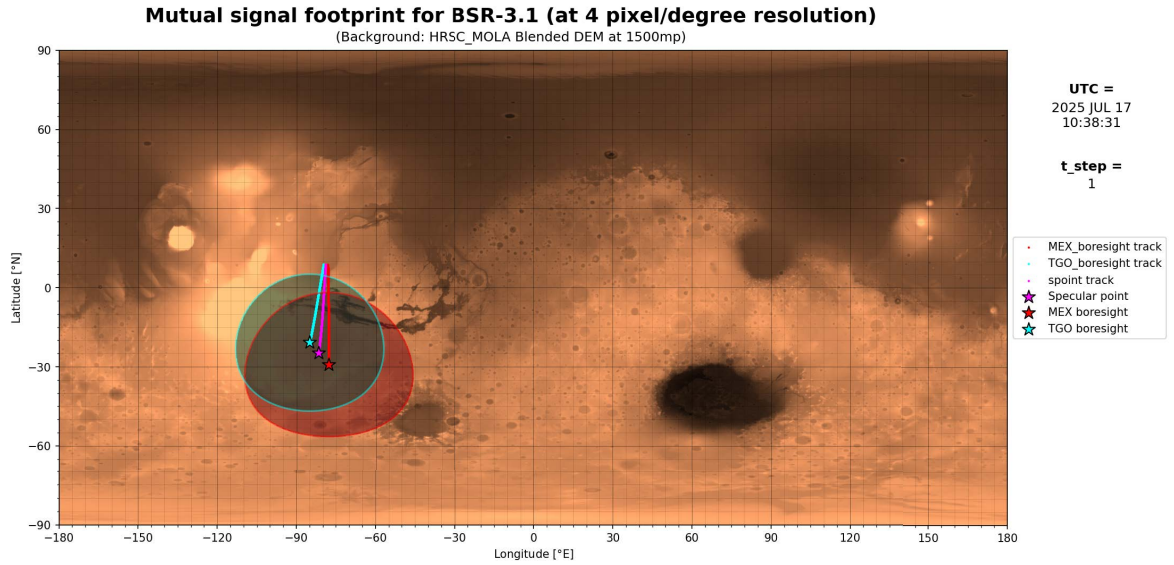 Mutual signal footprint for BSR-3.1 (at 4 pixel/degree resolution)
(Background: HRSC_MOLA Blended DEM at 1500mp)
90
60
30
0
−30
−60
−90
Latitude [°N]
−180
−150
−120
−90
−60
−30
0
30
60
90
120
150
180
Longitude [°E]
UTC =
2025 JUL 17
10:38:31
t_step =
1
MEX_boresight track
TGO_boresight track
spoint track
Specular point
MEX boresight
TGO boresight